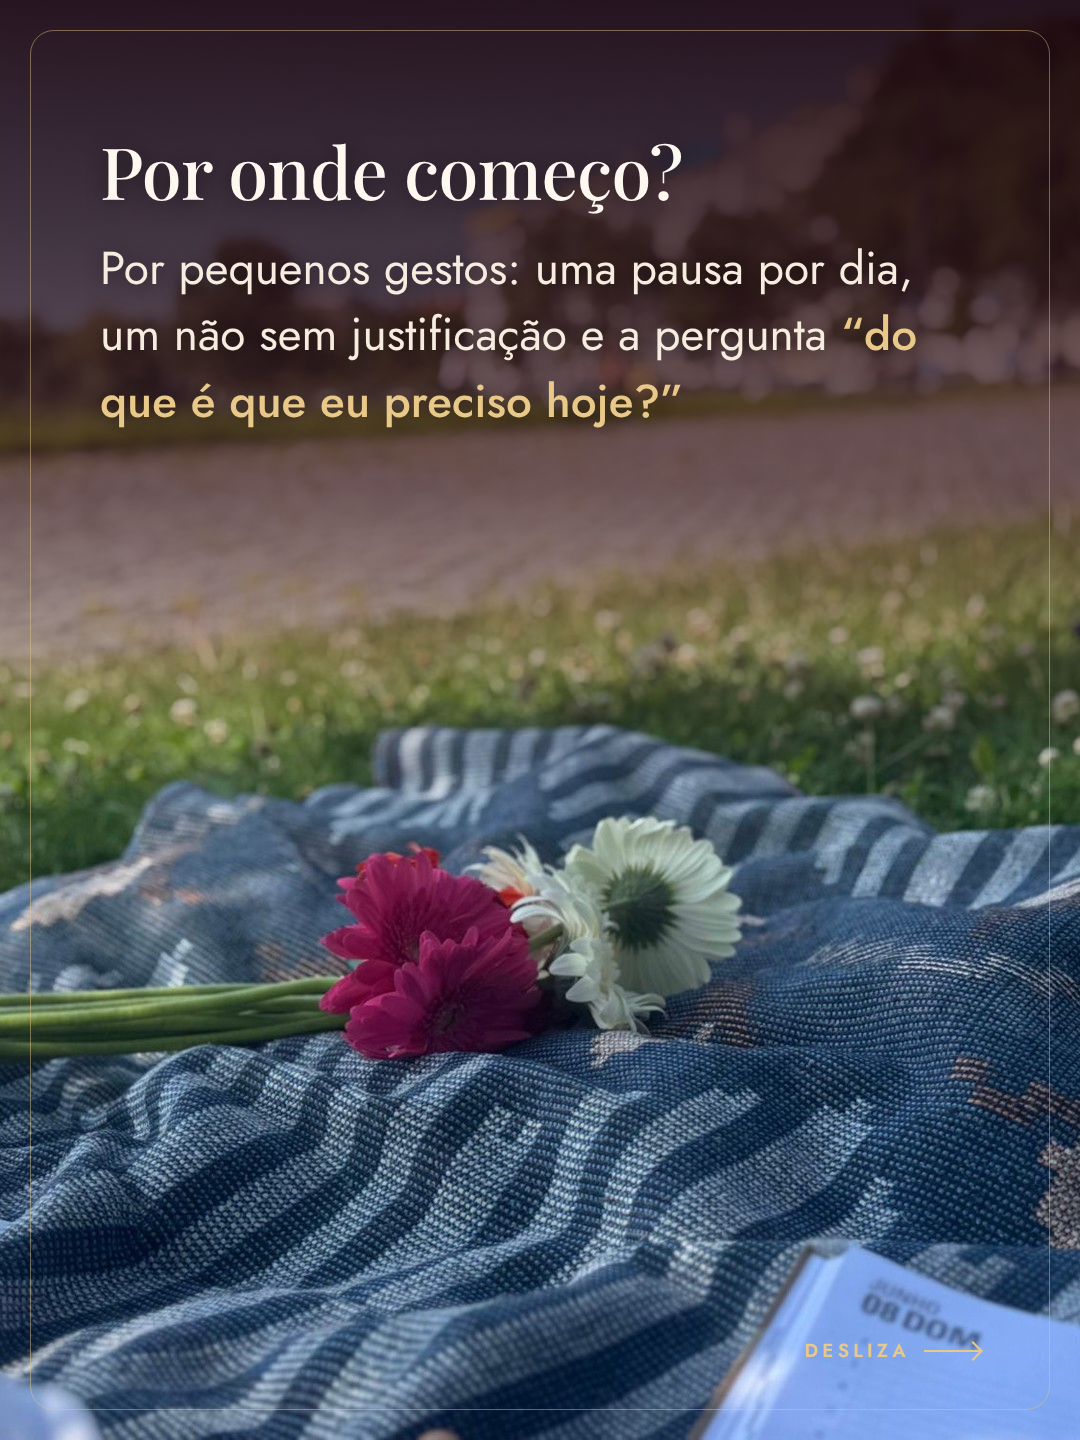 Por onde começo?
Por pequenos gestos: uma pausa por dia,
um não sem justificação e a pergunta “do
que é que eu preciso hoje?”
JUNHO
08 DOM
DESLIZA